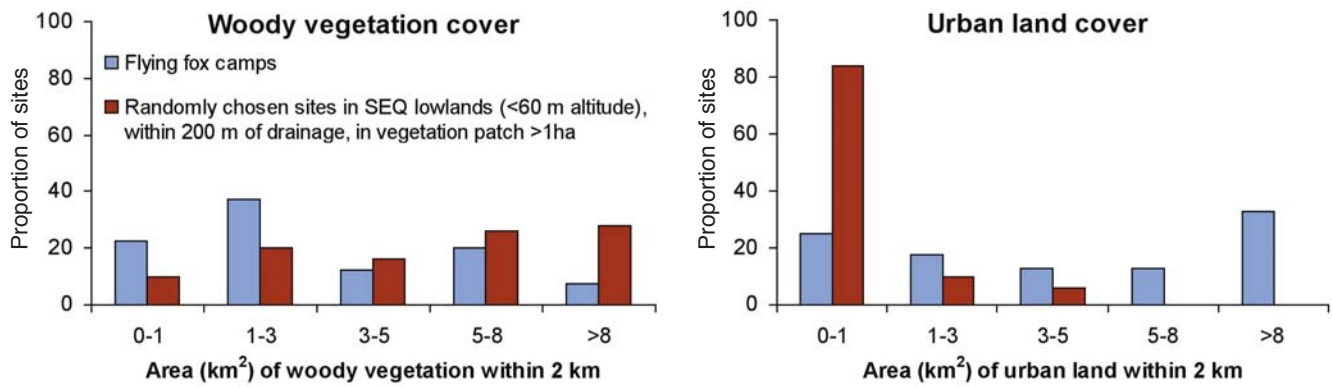 Woody vegetation cover
Proportion of sites
100
80
60
40
20
0
Flying fox camps
Randomly chosen sites in SEQ lowlands (<60 m altitude),
within 200 m of drainage, in vegetation patch >1ha
0-1 1-3 3-5 5-8 >8
Area (km²) of woody vegetation within 2 km
Urban land cover
Proportion of sites
100
80
60
40
20
0
0-1 1-3 3-5 5-8 >8
Area (km²) of urban land within 2 km